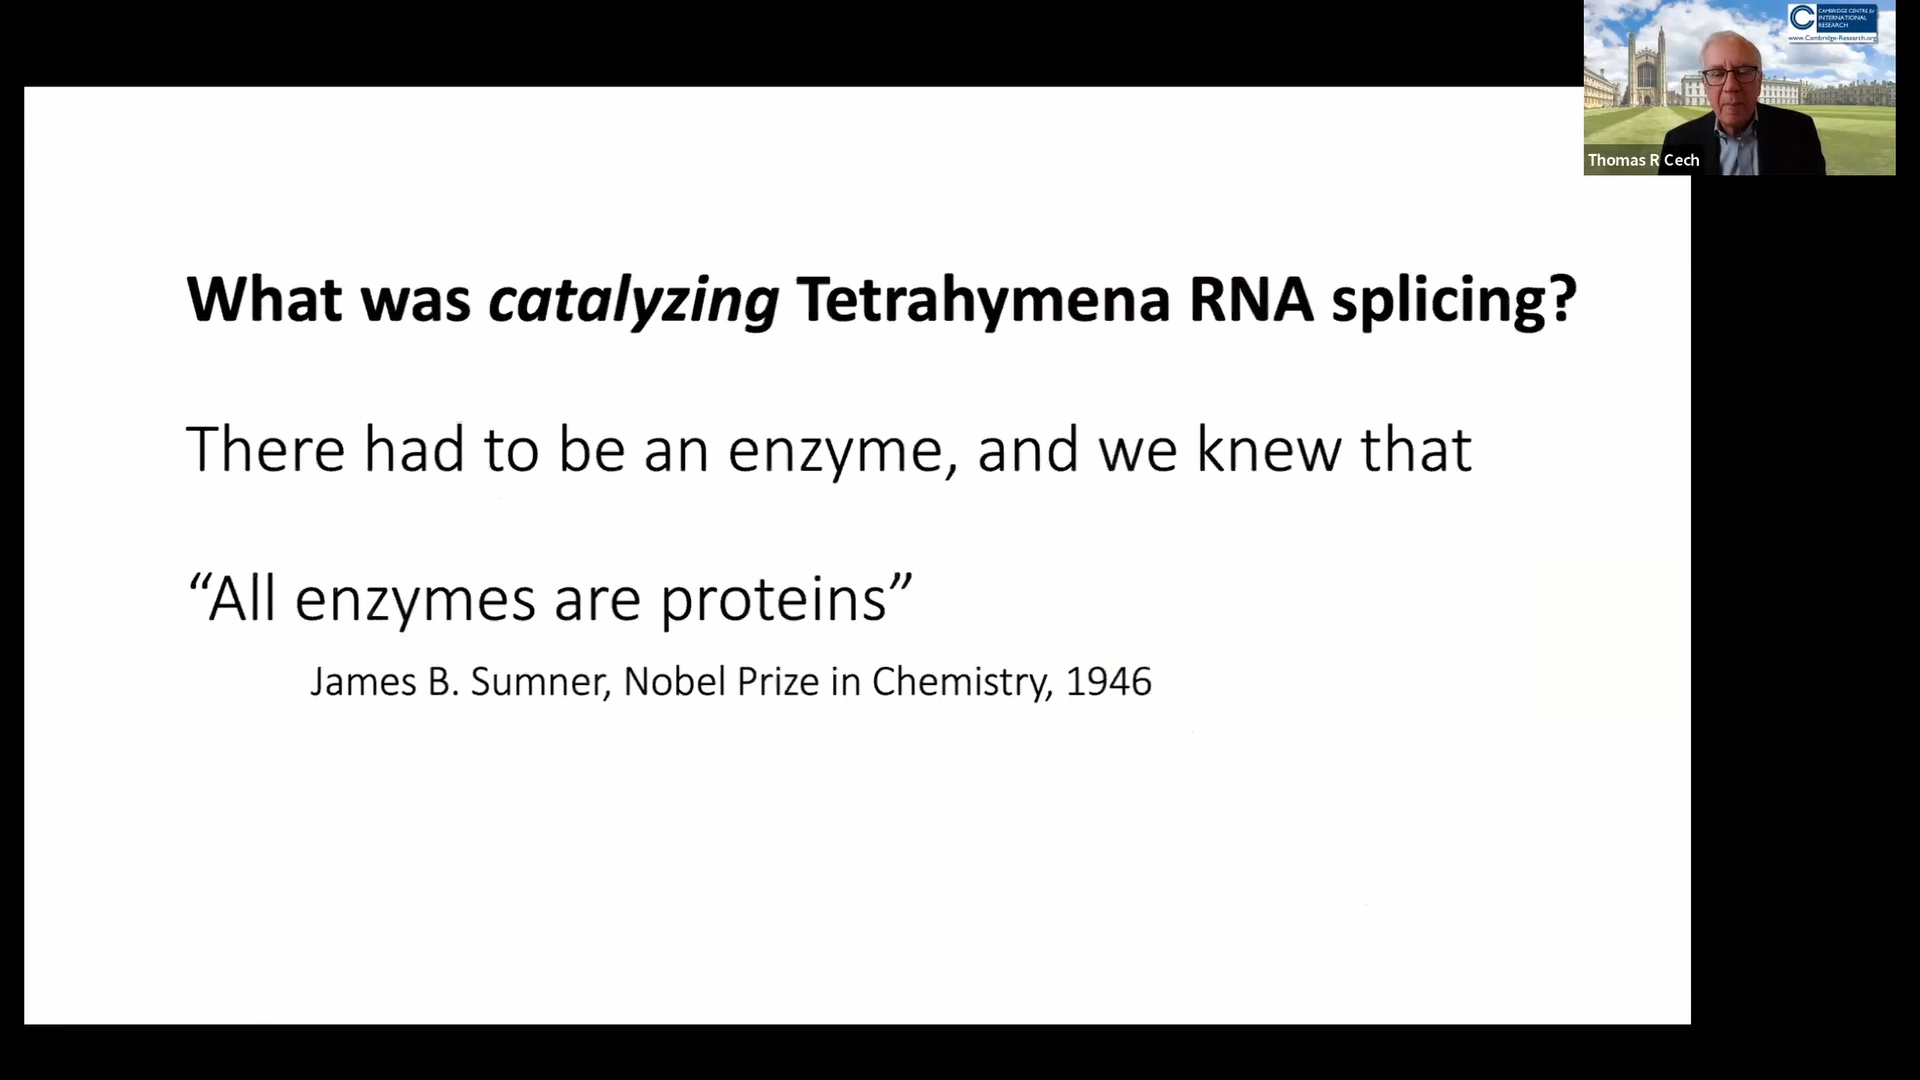 CAMBRIDGE CENTRE for
INTERNATIONAL
RESEARCH
www.Cambridge-Research.org
Thomas R Cech
What was catalyzing Tetrahymena RNA splicing?
There had to be an enzyme, and we knew that
“All enzymes are proteins”
James B. Sumner, Nobel Prize in Chemistry, 1946